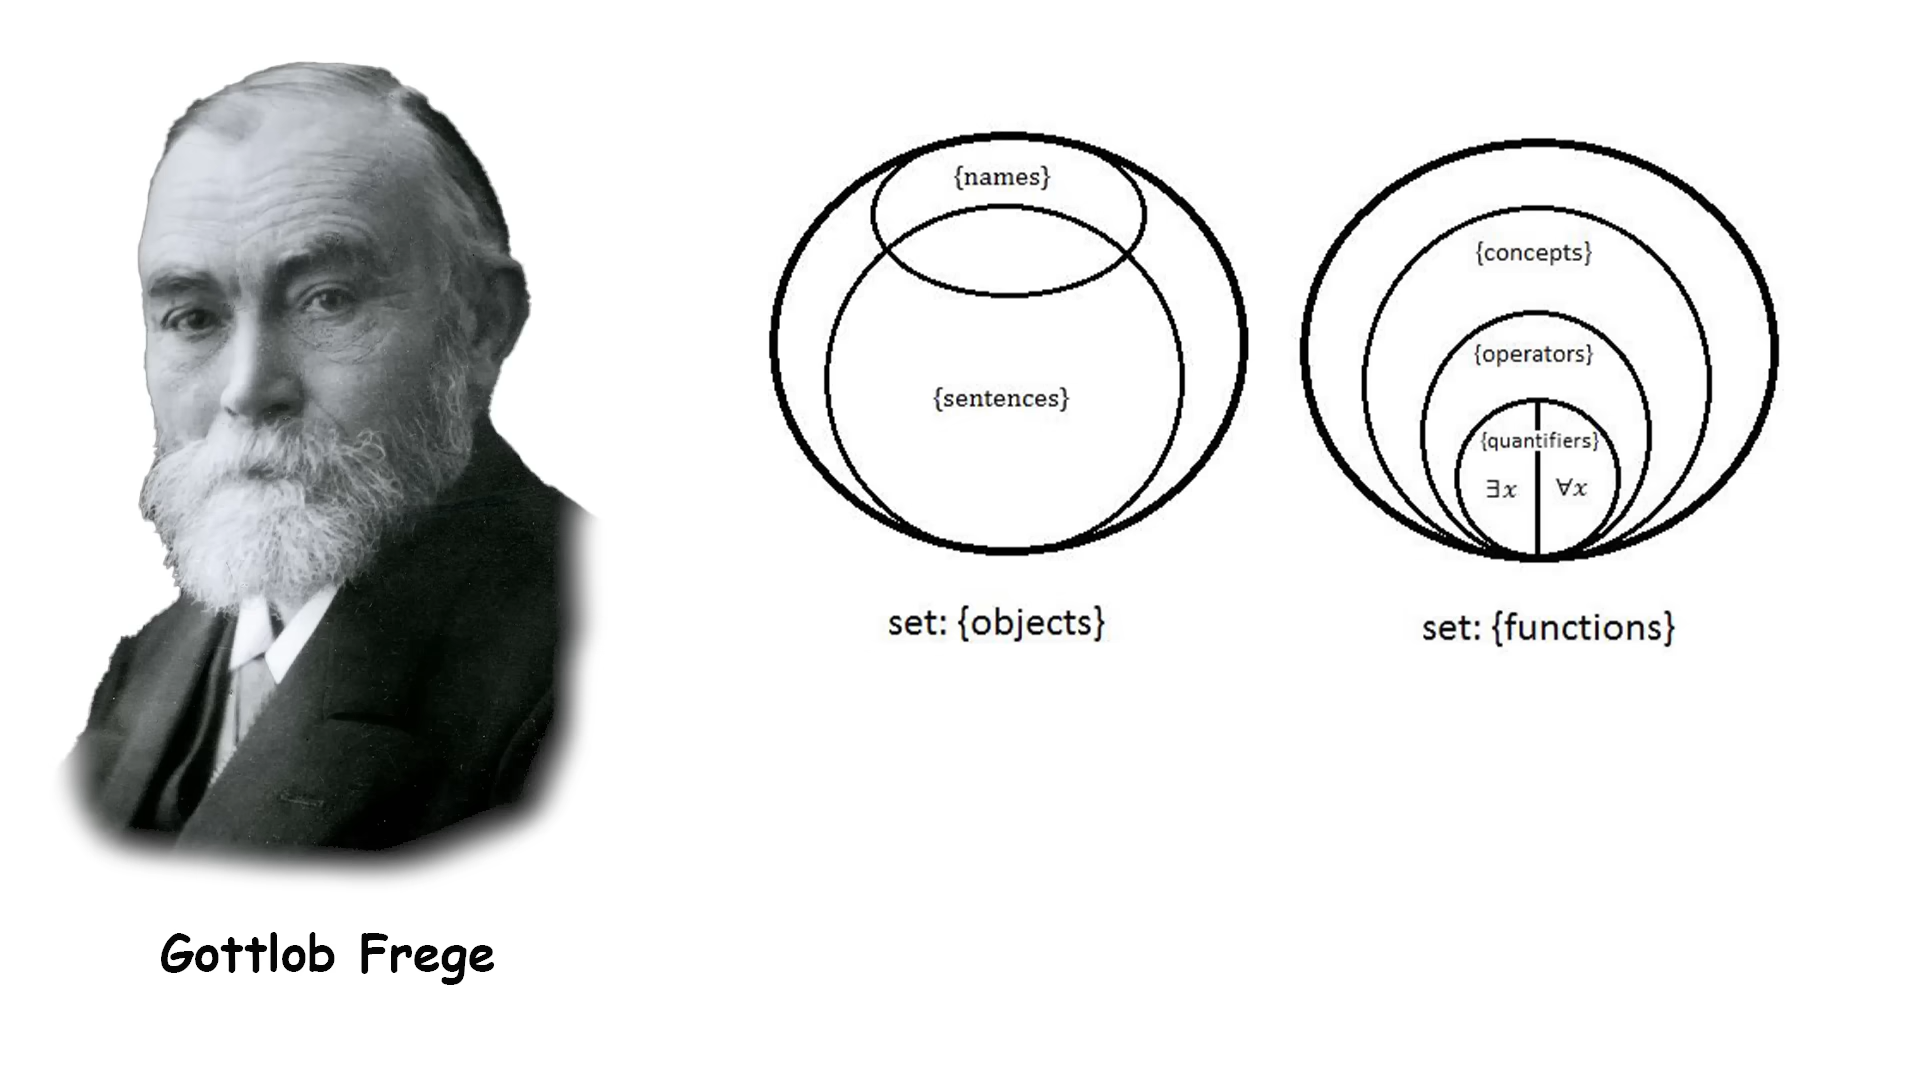 {names}
{sentences}
set: {objects}
{concepts}
{operators}
{quantifiers}
∃x ∀x
set: {functions}
Gottlob Frege